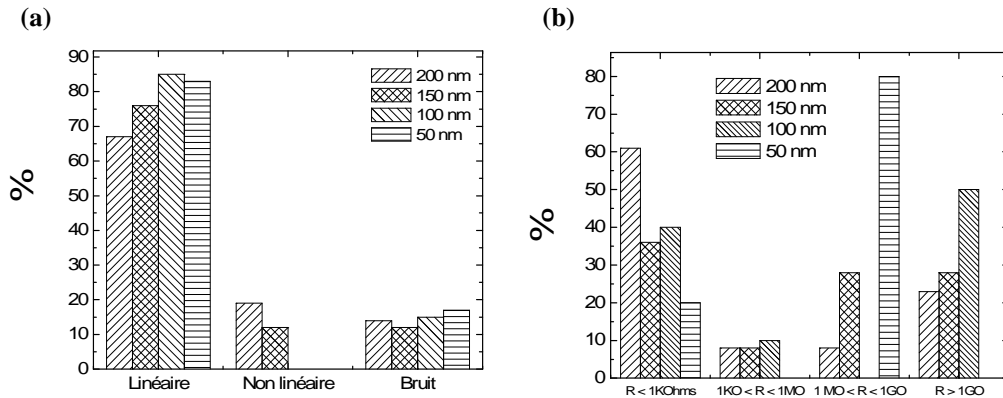 (a)
%
90
80
70
60
50
40
30
20
10
0
200 nm
150 nm
100 nm
50 nm
Linéaire Non linéaire Bruit
(b)
%
80
70
60
50
40
30
20
10
0
200 nm
150 nm
100 nm
50 nm
R < 1KOhms 1KO < R < 1MO 1 MO < R < 1GO R > 1GO